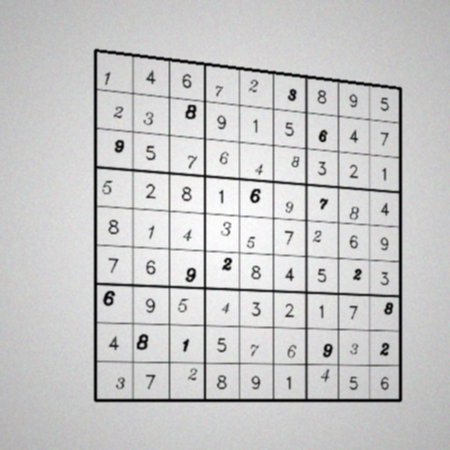 1 4 6 7 2 3 8 9 5
2 3 8 9 1 5 6 4 7
9 5 7 6 4 8 3 2 1
5 2 8 1 6 9 7 8 4
8 1 4 3 5 7 2 6 9
7 6 9 2 8 4 5 2 3
6 9 5 4 3 2 1 7 8
4 8 1 5 7 6 9 3 2
3 7 2 8 9 1 4 5 6